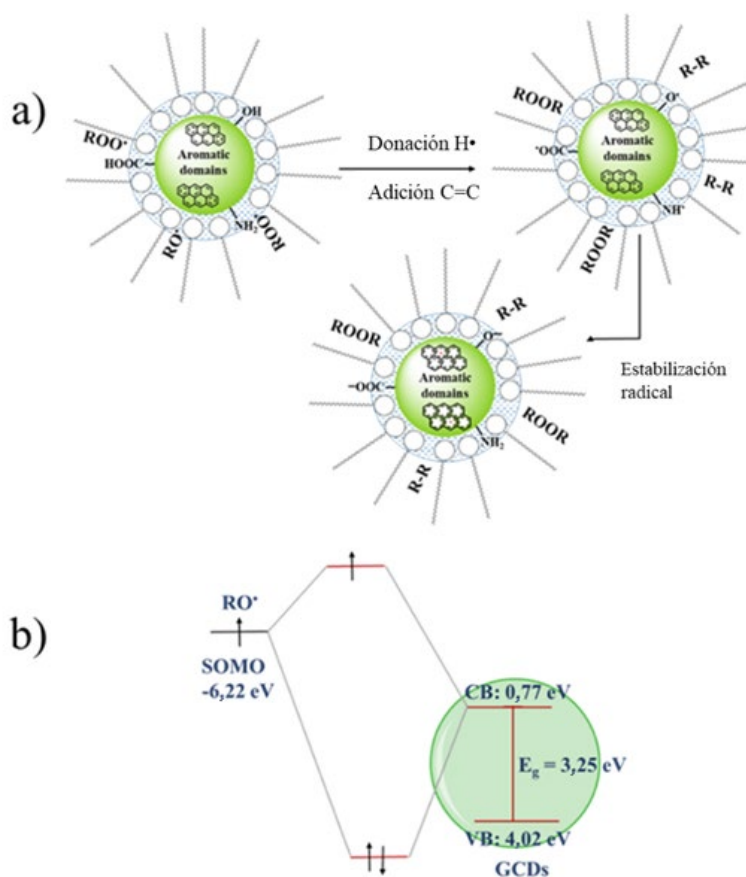 a)
OH
ROO•
HOOC
Aromatic
domains
NH₂
RO•
ROO•
Donación H•
Adición C=C
R-R
ROOR
O•
•OOC
Aromatic
domains
R-R
NH•
ROOR
Estabilización
radical
R-R
ROOR
O⁻
⁻OOC
Aromatic
domains
ROOR
NH₂
R-R
b)
RO•
SOMO
-6,22 eV
CB: 0,77 eV
E_g = 3,25 eV
VB: 4,02 eV
GCDs